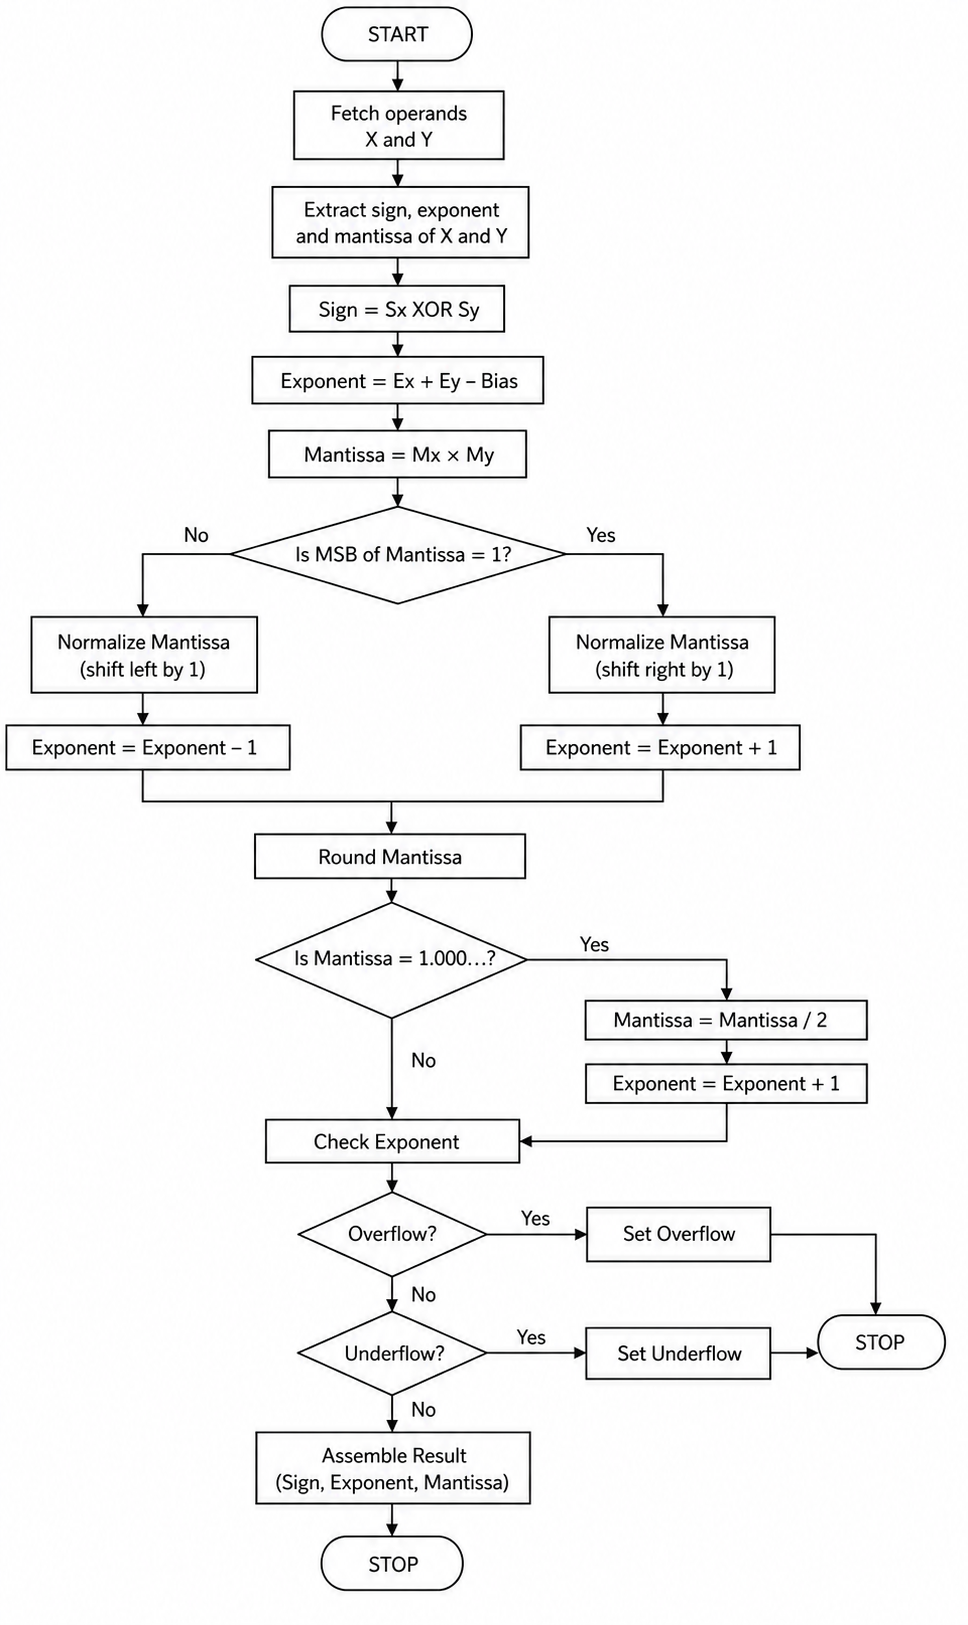 START
Fetch operands
X and Y
Extract sign, exponent
and mantissa of X and Y
Sign = Sx XOR Sy
Exponent = Ex + Ey – Bias
Mantissa = Mx × My
Is MSB of Mantissa = 1?
No
Yes
Normalize Mantissa
(shift left by 1)
Normalize Mantissa
(shift right by 1)
Exponent = Exponent – 1
Exponent = Exponent + 1
Round Mantissa
Is Mantissa = 1.000...?
Yes
Mantissa = Mantissa / 2
Exponent = Exponent + 1
No
Check Exponent
Overflow?
Yes
Set Overflow
No
Underflow?
Yes
Set Underflow
STOP
No
Assemble Result
(Sign, Exponent, Mantissa)
STOP